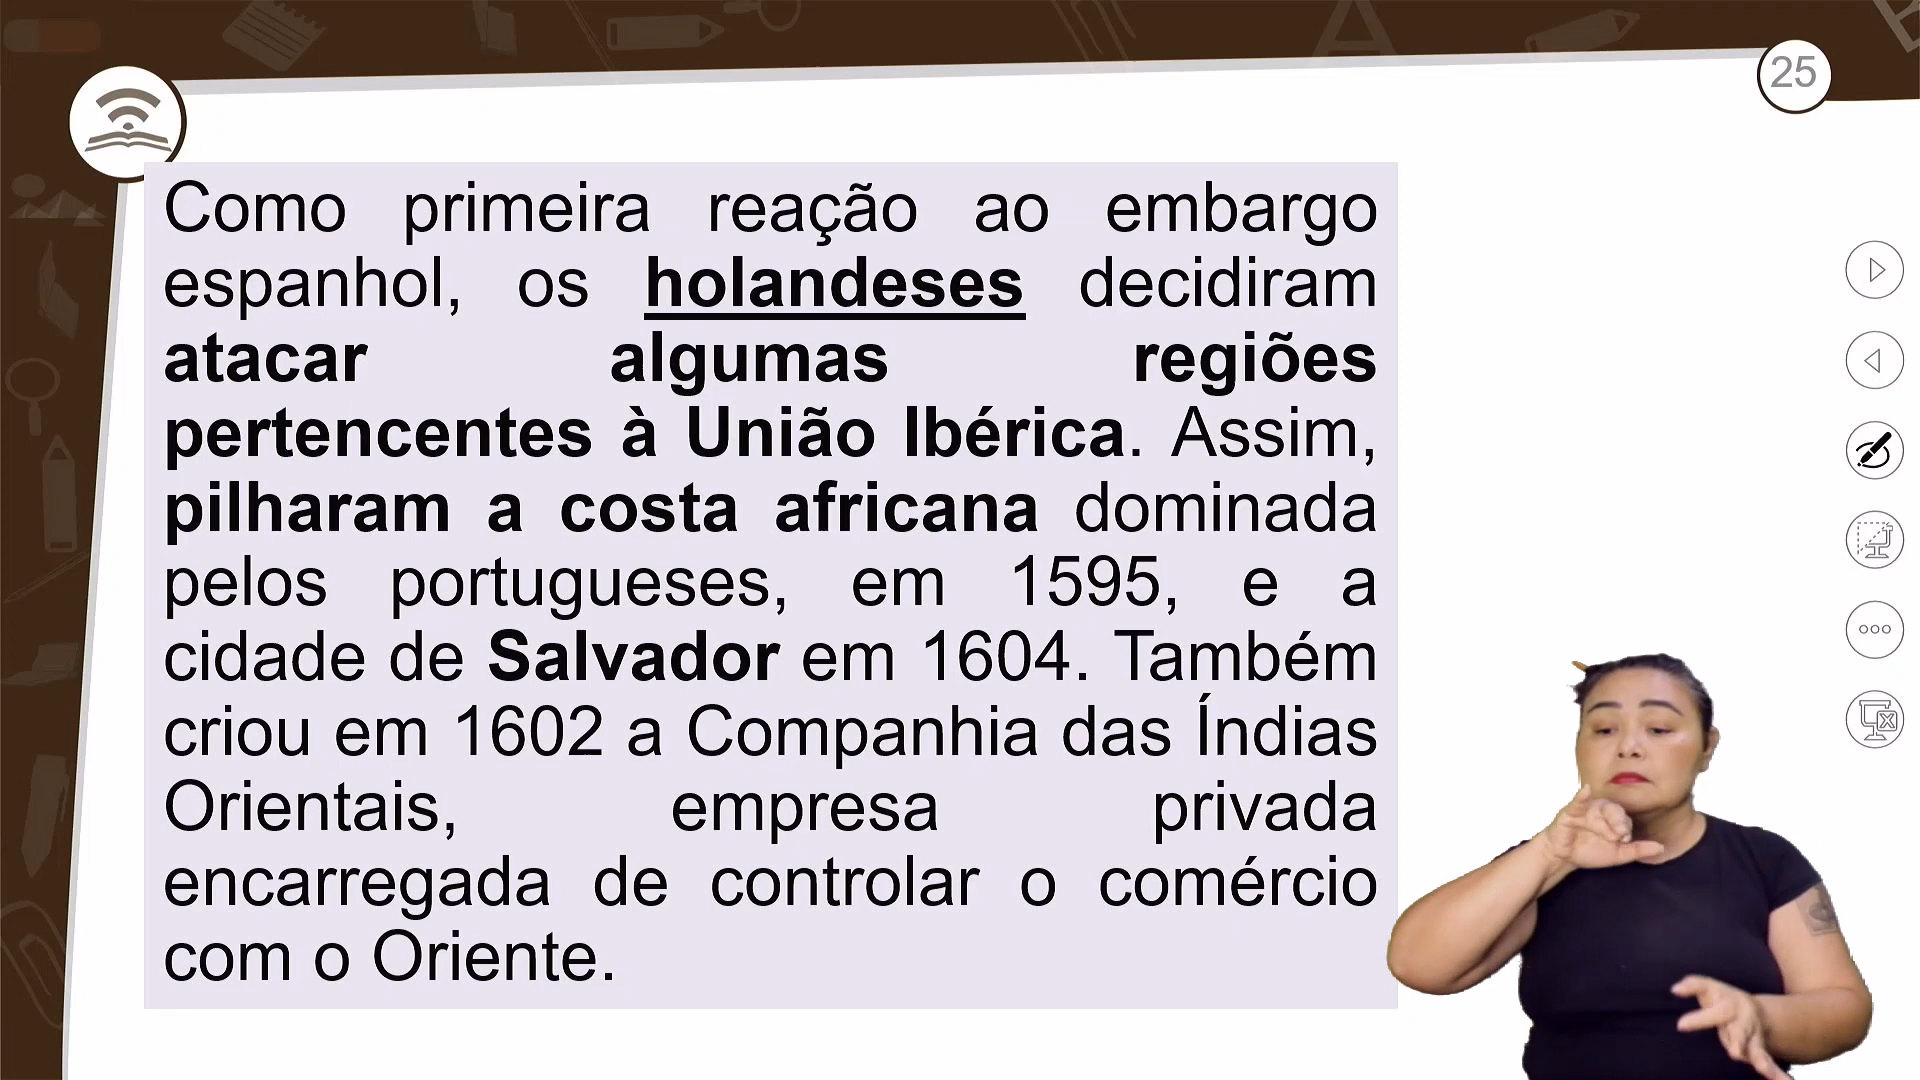 25
Como primeira reação ao embargo
espanhol, os holandeses decidiram
atacar algumas regiões
pertencentes à União Ibérica. Assim,
pilharam a costa africana dominada
pelos portugueses, em 1595, e a
cidade de Salvador em 1604. Também
criou em 1602 a Companhia das Índias
Orientais, empresa privada
encarregada de controlar o comércio
com o Oriente.